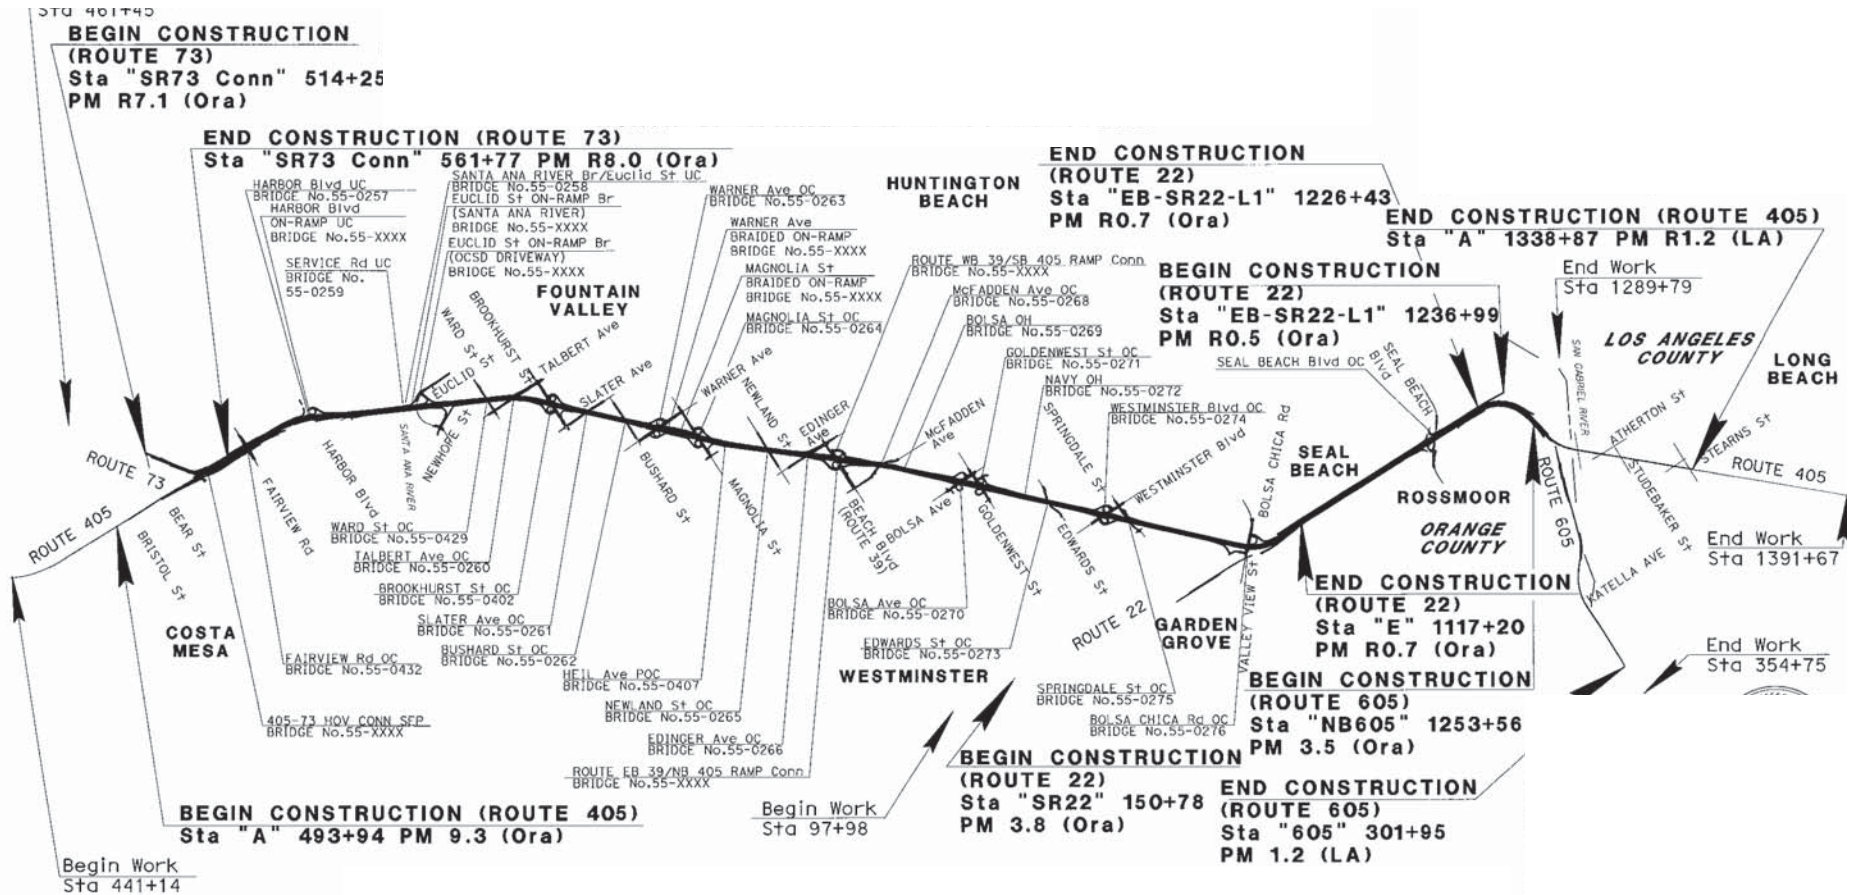 Sta 461+45
BEGIN CONSTRUCTION
(ROUTE 73)
Sta "SR73 Conn" 514+25
PM R7.1 (Ora)
END CONSTRUCTION (ROUTE 73)
Sta "SR73 Conn" 561+77 PM R8.0 (Ora)
HARBOR Blvd UC
BRIDGE No.55-0257
HARBOR Blvd
ON-RAMP UC
BRIDGE No.55-XXXX
SERVICE Rd UC
BRIDGE No.
55-0259
SANTA ANA RIVER Br/Euclid St UC
BRIDGE No.55-0258
EUCLID St ON-RAMP Br
(SANTA ANA RIVER)
BRIDGE No.55-XXXX
EUCLID St ON-RAMP Br
(OCSD DRIVEWAY)
BRIDGE No.55-XXXX
FOUNTAIN
VALLEY
WARNER Ave OC
BRIDGE No.55-0263
WARNER Ave
BRAIDED ON-RAMP
BRIDGE No.55-XXXX
MAGNOLIA St
BRAIDED ON-RAMP
BRIDGE No.55-XXXX
MAGNOLIA St OC
BRIDGE No.55-0264
HUNTINGTON
BEACH
ROUTE WB 39/SB 405 RAMP Conn
BRIDGE No.55-XXXX
McFADDEN Ave OC
BRIDGE No.55-0268
BOLSA OH
BRIDGE No.55-0269
GOLDENWEST St OC
BRIDGE No.55-0271
NAVY OH
BRIDGE No.55-0272
WESTMINSTER Blvd OC
BRIDGE No.55-0274
END CONSTRUCTION
(ROUTE 22)
Sta "EB-SR22-L1" 1226+43
PM R0.7 (Ora)
BEGIN CONSTRUCTION
(ROUTE 22)
Sta "EB-SR22-L1" 1236+99
PM R0.5 (Ora)
SEAL BEACH Blvd OC
END CONSTRUCTION (ROUTE 405)
Sta "A" 1338+87 PM R1.2 (LA)
End Work
Sta 1289+79
LOS ANGELES
COUNTY
LONG
BEACH
ROUTE 73
ROUTE 405
BEAR St
BRISTOL St
FAIRVIEW Rd
HARBOR Blvd
SANTA ANA RIVER
EUCLID St
NEWHOPE St
WARD St
BROOKHURST St
TALBERT Ave
SLATER Ave
BUSHARD St
WARNER Ave
MAGNOLIA St
NEWLAND St
EDINGER
Ave
BEACH Blvd
(ROUTE 39)
McFADDEN
Ave
BOLSA Ave
GOLDENWEST St
SPRINGDALE St
EDWARDS St
WESTMINSTER Blvd
BOLSA CHICA Rd
VALLEY VIEW St
ROUTE 22
SEAL BEACH
Blvd
SEAL
BEACH
ROSSMOOR
ORANGE
COUNTY
SAN GABRIEL RIVER
ROUTE 605
ATHERTON St
STUDEBAKER St
STEARNS St
ROUTE 405
KATELLA AVE
End Work
Sta 1391+67
End Work
Sta 354+75
COSTA
MESA
WARD St OC
BRIDGE No.55-0429
TALBERT Ave OC
BRIDGE No.55-0260
BROOKHURST St OC
BRIDGE No.55-0402
SLATER Ave OC
BRIDGE No.55-0261
BUSHARD St OC
BRIDGE No.55-0262
FAIRVIEW Rd OC
BRIDGE No.55-0432
405-73 HOV CONN SEP
BRIDGE No.55-XXXX
HEIL Ave POC
BRIDGE No.55-0407
NEWLAND St OC
BRIDGE No.55-0265
EDINGER Ave OC
BRIDGE No.55-0266
ROUTE EB 39/NB 405 RAMP Conn
BRIDGE No.55-XXXX
BOLSA Ave OC
BRIDGE No.55-0270
EDWARDS St OC
BRIDGE No.55-0273
WESTMINSTER
GARDEN
GROVE
SPRINGDALE St OC
BRIDGE No.55-0275
BOLSA CHICA Rd OC
BRIDGE No.55-0276
END CONSTRUCTION
(ROUTE 22)
Sta "E" 1117+20
PM R0.7 (Ora)
BEGIN CONSTRUCTION
(ROUTE 605)
Sta "NB605" 1253+56
PM 3.5 (Ora)
BEGIN CONSTRUCTION
(ROUTE 22)
Sta "SR22" 150+78
PM 3.8 (Ora)
END CONSTRUCTION
(ROUTE 605)
Sta "605" 301+95
PM 1.2 (LA)
Begin Work
Sta 97+98
BEGIN CONSTRUCTION (ROUTE 405)
Sta "A" 493+94 PM 9.3 (Ora)
Begin Work
Sta 441+14